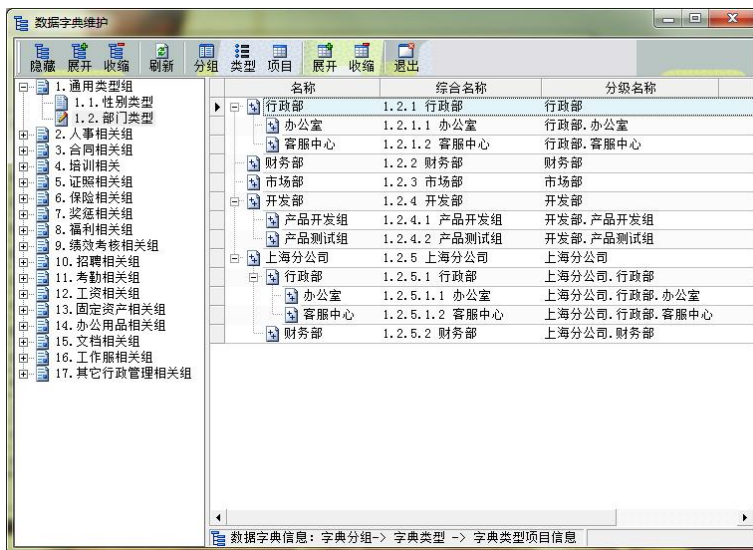 数据字典维护
隐藏 展开 收缩 刷新 分组 类型 项目 展开 收缩 退出
1.通用类型组
1.1.性别类型
1.2.部门类型
2.人事相关组
3.合同相关组
4.培训相关
5.证照相关组
6.保险相关组
7.奖惩相关组
8.福利相关组
9.绩效考核相关组
10.招聘相关组
11.考勤相关组
12.工资相关组
13.固定资产相关组
14.办公用品相关组
15.文档相关组
16.工作服相关组
17.其它行政管理相关组
名称 综合名称 分级名称
行政部 1.2.1 行政部 行政部
办公室 1.2.1.1 办公室 行政部.办公室
客服中心 1.2.1.2 客服中心 行政部.客服中心
财务部 1.2.2 财务部 财务部
市场部 1.2.3 市场部 市场部
开发部 1.2.4 开发部 开发部
产品开发组 1.2.4.1 产品开发组 开发部.产品开发组
产品测试组 1.2.4.2 产品测试组 开发部.产品测试组
上海分公司 1.2.5 上海分公司 上海分公司
行政部 1.2.5.1 行政部 上海分公司.行政部
办公室 1.2.5.1.1 办公室 上海分公司.行政部.办公室
客服中心 1.2.5.1.2 客服中心 上海分公司.行政部.客服中心
财务部 1.2.5.2 财务部 上海分公司.财务部
数据字典信息: 字典分组-> 字典类型 -> 字典类型项目信息